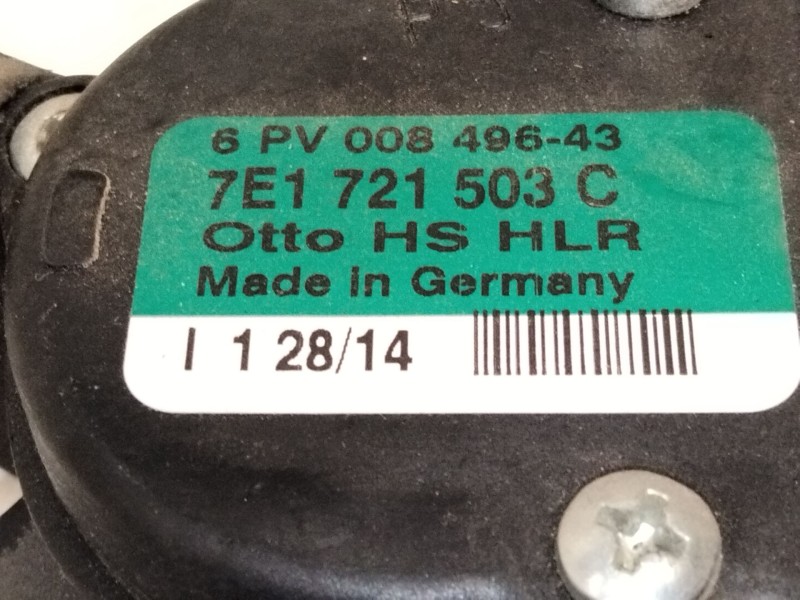 6 PV 008 496-43
7E1 721 503 C
Otto HS HLR
Made in Germany
I 1 28/14